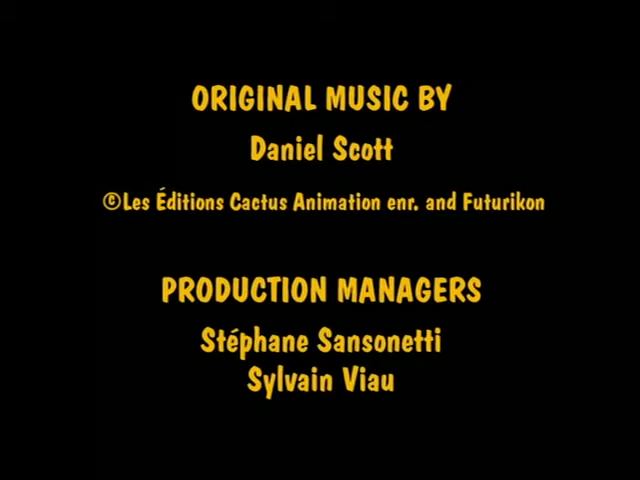 ORIGINAL MUSIC BY
Daniel Scott
©Les Éditions Cactus Animation enr. and Futurikon
PRODUCTION MANAGERS
Stéphane Sansonetti
Sylvain Viau